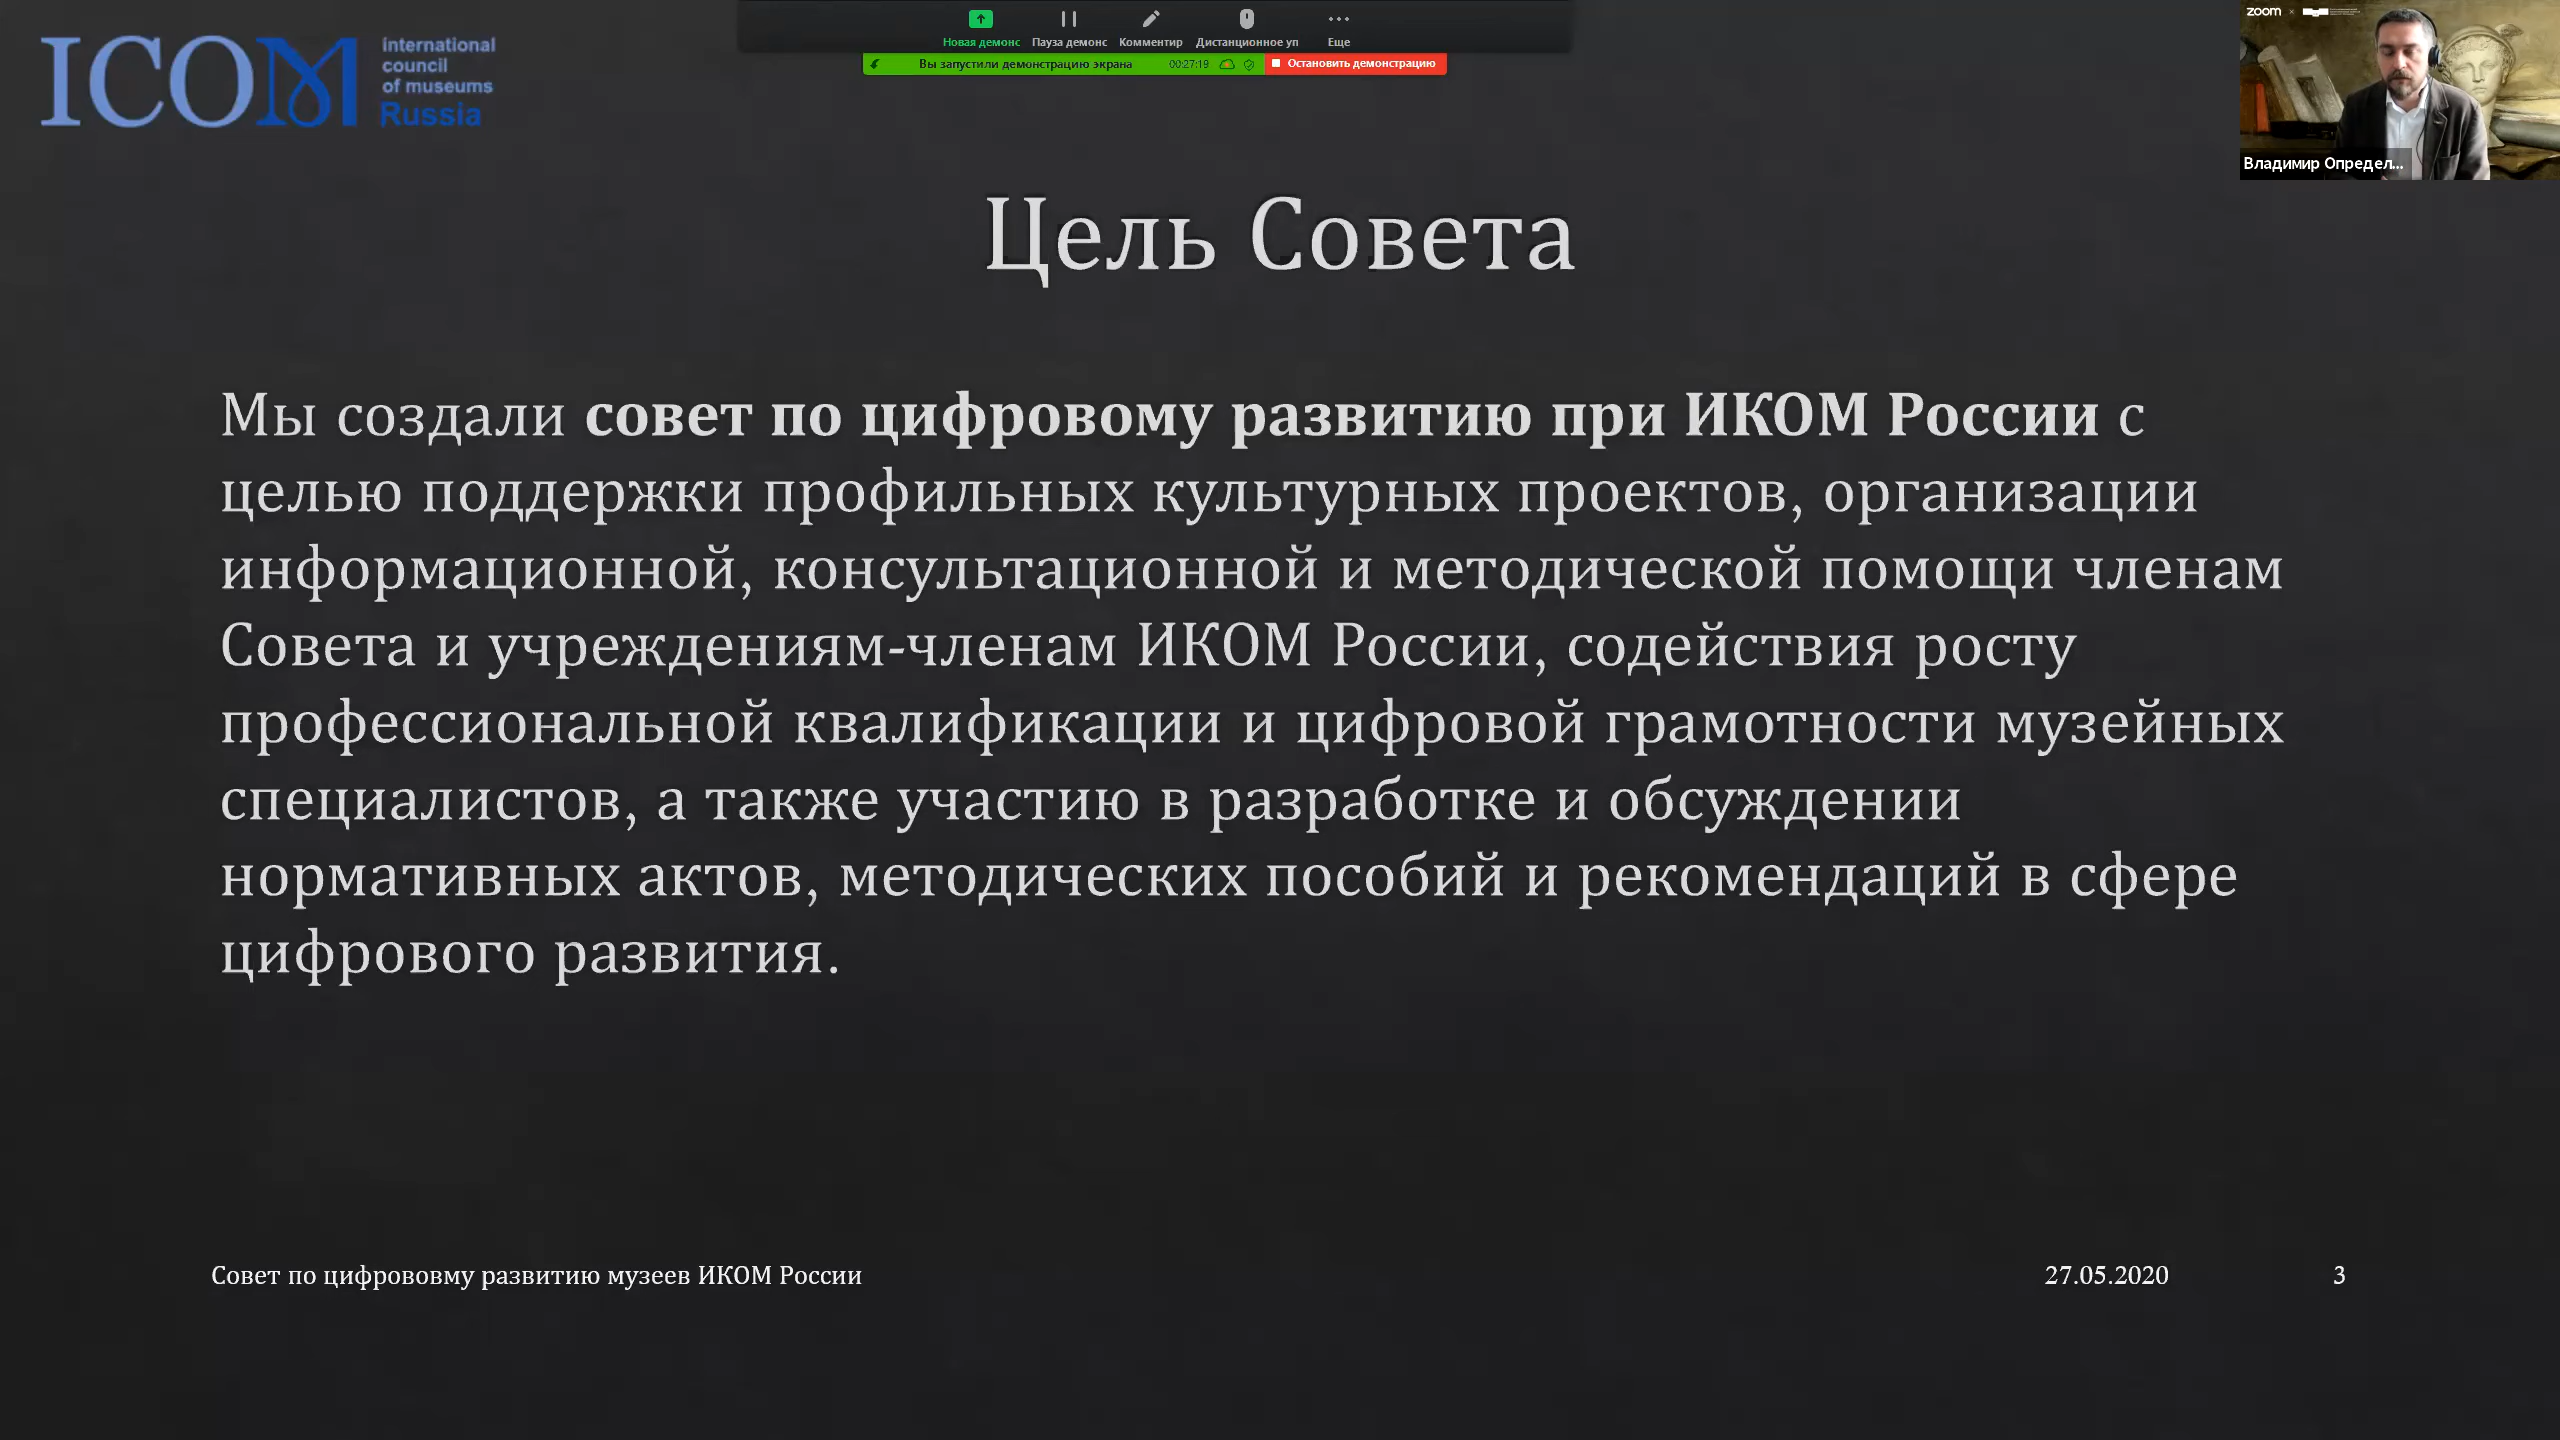 ICOM
international
council
of museums
Russia
Новая демонс
Пауза демонс
Комментир
Дистанционное уп
Еще
Вы запустили демонстрацию экрана
00:27:19
Остановить демонстрацию
zoom
Владимир Определ...
Цель Совета
Мы создали совет по цифровому развитию при ИКОМ России с
целью поддержки профильных культурных проектов, организации
информационной, консультационной и методической помощи членам
Совета и учреждениям-членам ИКОМ России, содействия росту
профессиональной квалификации и цифровой грамотности музейных
специалистов, а также участию в разработке и обсуждении
нормативных актов, методических пособий и рекомендаций в сфере
цифрового развития.
Совет по цифрововму развитию музеев ИКОМ России
27.05.2020
3